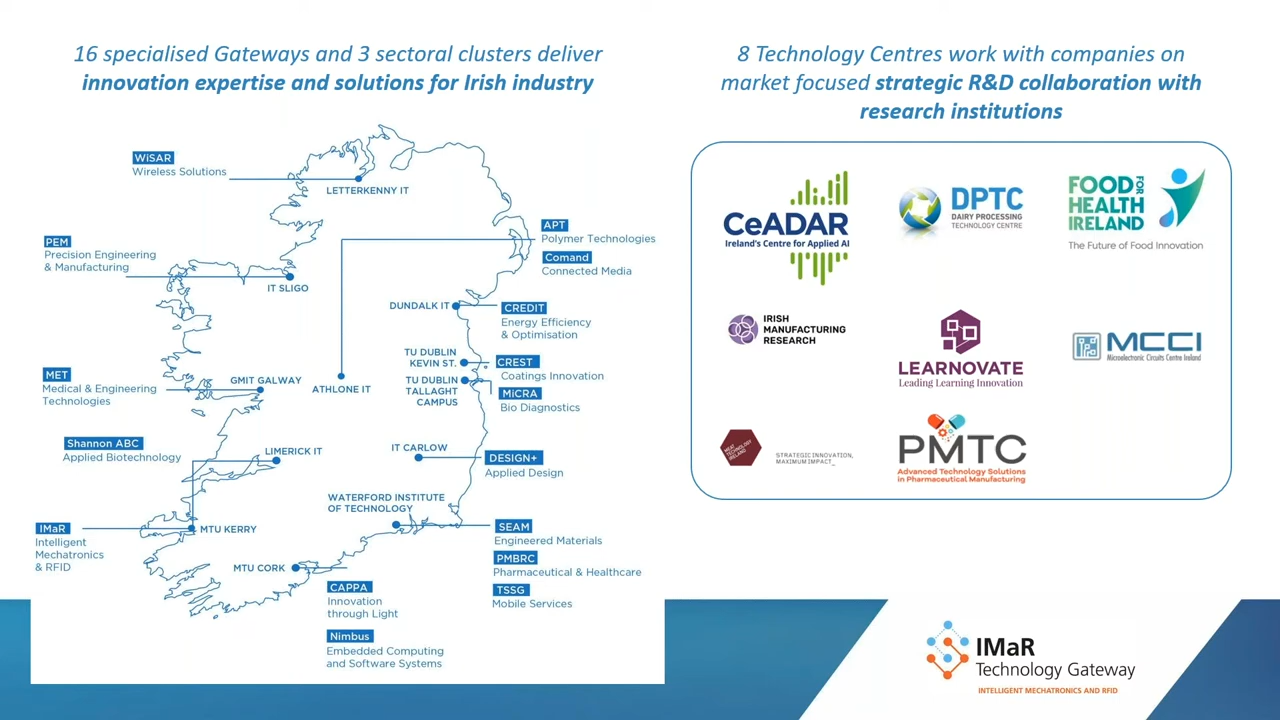 16 specialised Gateways and 3 sectoral clusters deliver
innovation expertise and solutions for Irish industry
WiSAR
Wireless Solutions
LETTERKENNY IT
PEM
Precision Engineering
& Manufacturing
IT SLIGO
APT
Polymer Technologies
Comand
Connected Media
DUNDALK IT
CREDIT
Energy Efficiency
& Optimisation
TU DUBLIN
KEVIN ST.
CREST
Coatings Innovation
TU DUBLIN
TALLAGHT
CAMPUS
MiCRA
Bio Diagnostics
MET
Medical & Engineering
Technologies
GMIT GALWAY
ATHLONE IT
Shannon ABC
Applied Biotechnology
LIMERICK IT
IT CARLOW
DESIGN+
Applied Design
WATERFORD INSTITUTE
OF TECHNOLOGY
IMaR
Intelligent
Mechatronics
& RFID
MTU KERRY
SEAM
Engineered Materials
PMBRC
Pharmaceutical & Healthcare
TSSG
Mobile Services
MTU CORK
CAPPA
Innovation
through Light
Nimbus
Embedded Computing
and Software Systems
8 Technology Centres work with companies on
market focused strategic R&D collaboration with
research institutions
CeADAR
Ireland's Centre for Applied AI
DPTC
DAIRY PROCESSING
TECHNOLOGY CENTRE
FOOD FOR
HEALTH
IRELAND
The Future of Food Innovation
IRISH
MANUFACTURING
RESEARCH
LEARNOVATE
Leading Learning Innovation
MCCI
Microelectronic Circuits Centre Ireland
MEAT
TECHNOLOGY
IRELAND
STRATEGIC INNOVATION,
MAXIMUM IMPACT_
PMTC
Advanced Technology Solutions
in Pharmaceutical Manufacturing
IMaR
Technology Gateway
INTELLIGENT MECHATRONICS AND RFID